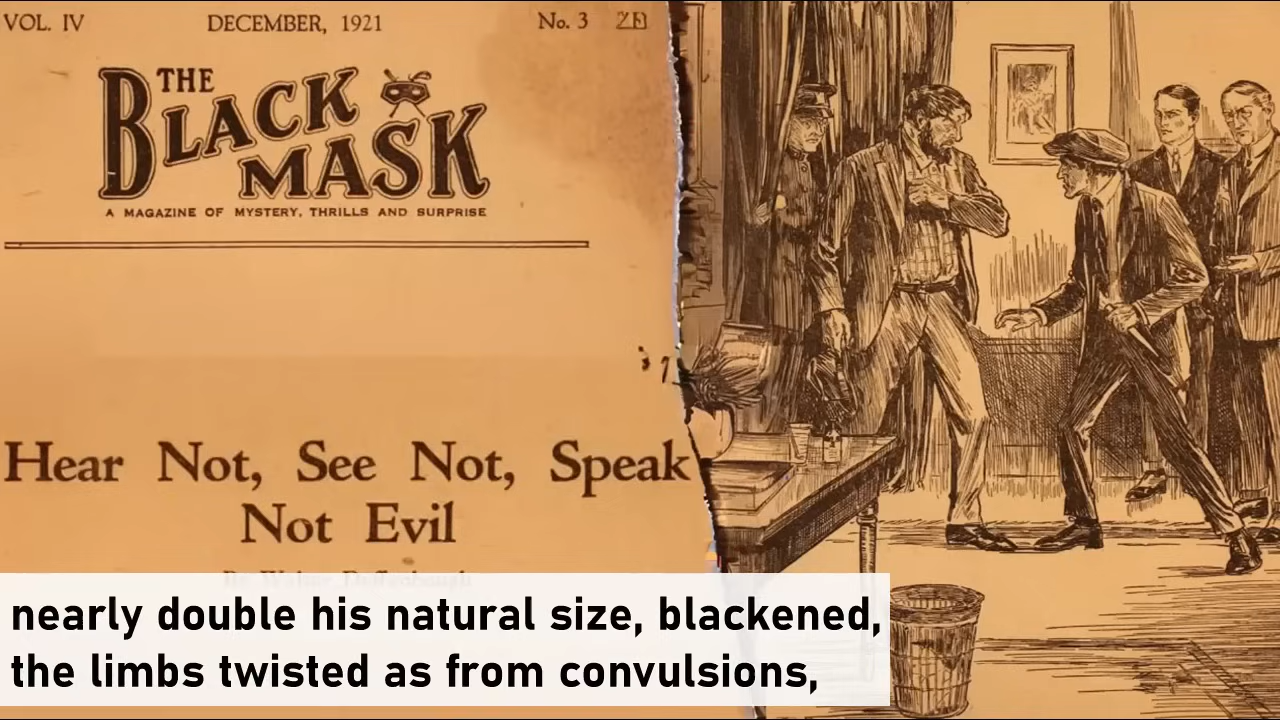 VOL. IV DECEMBER, 1921 No. 3
THE
BLACK
MASK
A MAGAZINE OF MYSTERY, THRILLS AND SURPRISE
Hear Not, See Not, Speak
Not Evil
nearly double his natural size, blackened,
the limbs twisted as from convulsions,